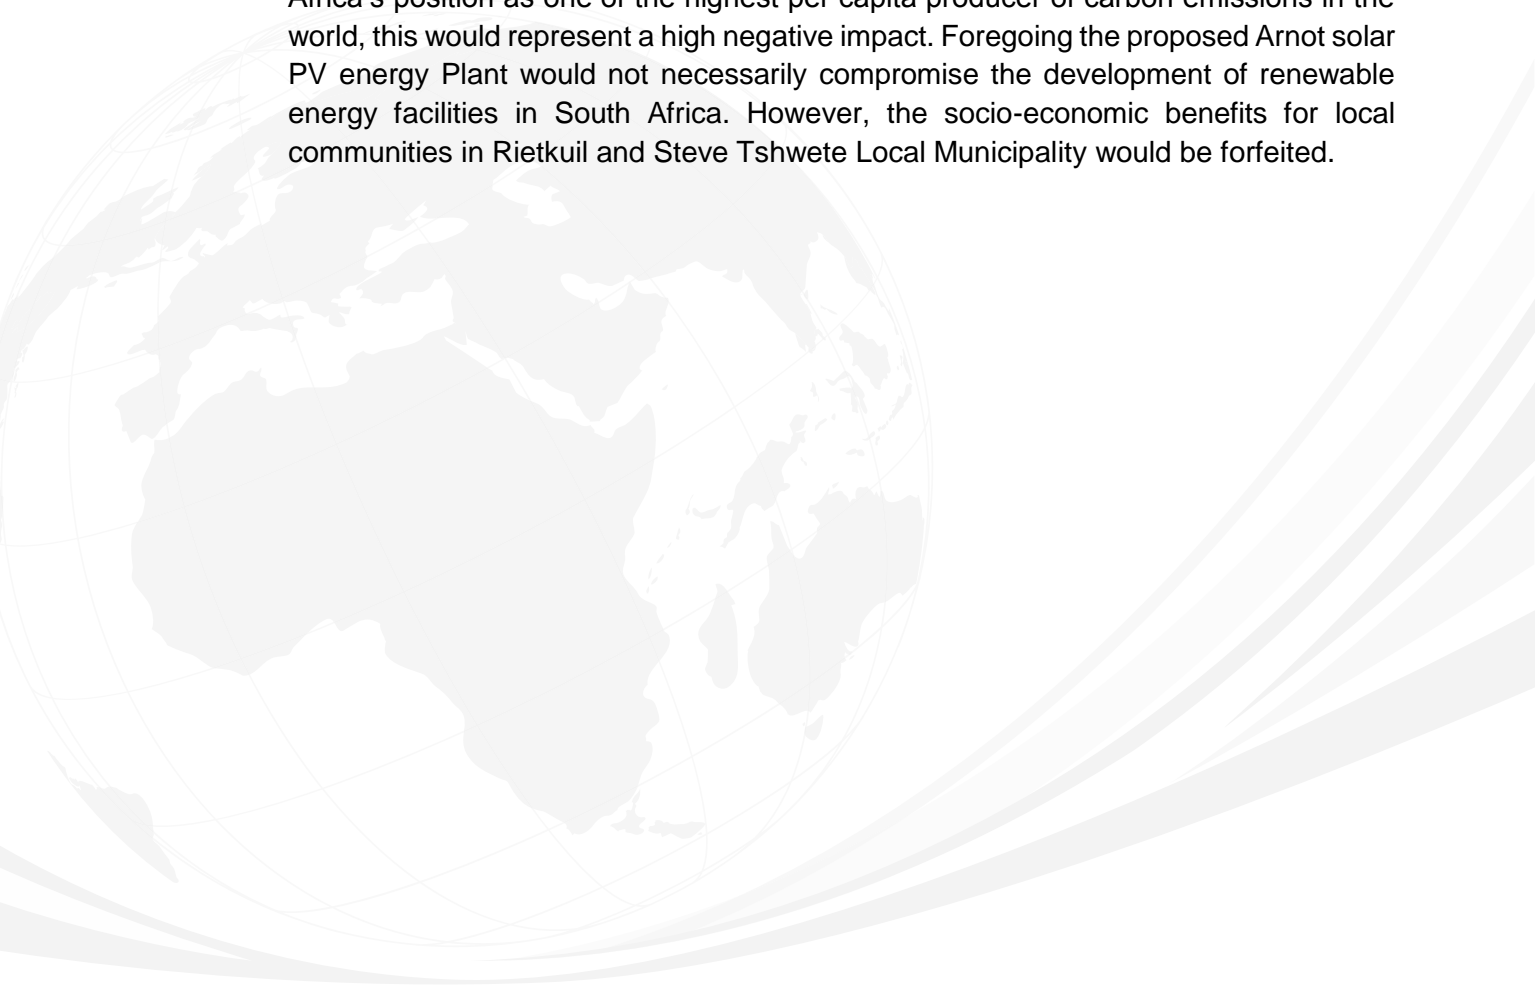 Africa's position as one of the highest per capita producer of carbon emissions in the
world, this would represent a high negative impact. Foregoing the proposed Arnot solar
PV energy Plant would not necessarily compromise the development of renewable
energy facilities in South Africa. However, the socio-economic benefits for local
communities in Rietkuil and Steve Tshwete Local Municipality would be forfeited.